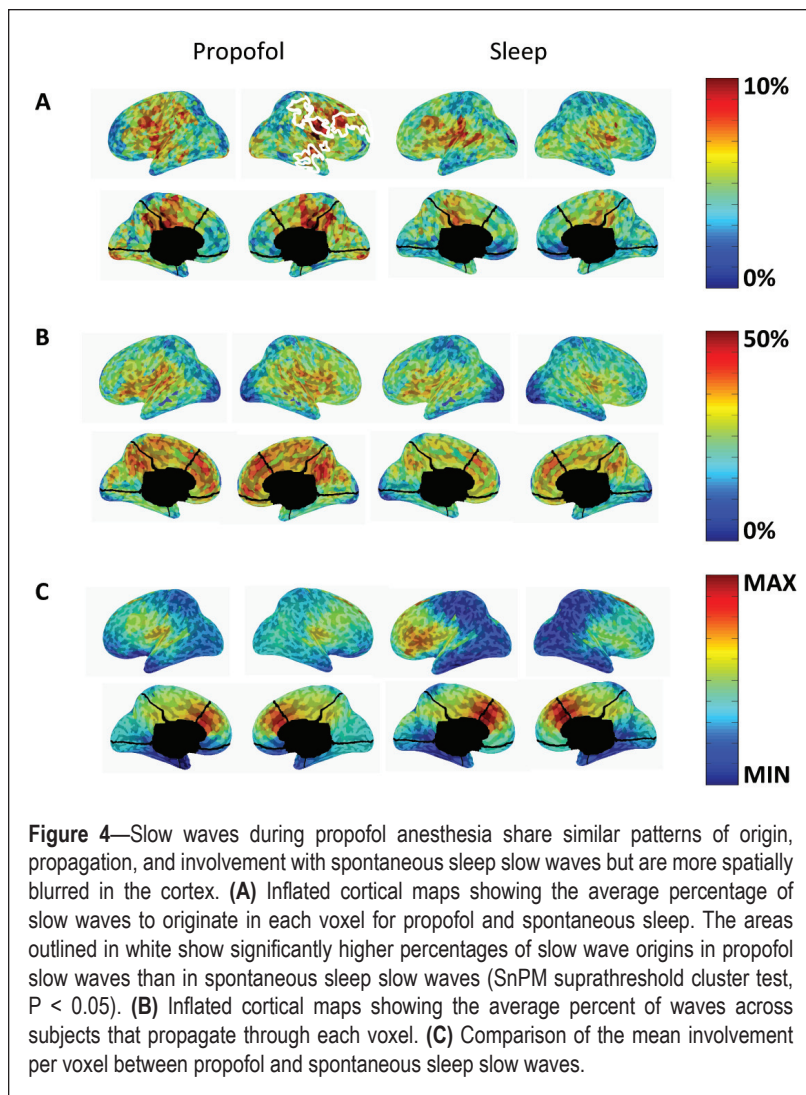 Propofol
Sleep
A
10%
0%
B
50%
0%
C
MAX
MIN
Figure 4—Slow waves during propofol anesthesia share similar patterns of origin,
propagation, and involvement with spontaneous sleep slow waves but are more spatially
blurred in the cortex. (A) Inflated cortical maps showing the average percentage of
slow waves to originate in each voxel for propofol and spontaneous sleep. The areas
outlined in white show significantly higher percentages of slow wave origins in propofol
slow waves than in spontaneous sleep slow waves (SnPM suprathreshold cluster test,
P < 0.05). (B) Inflated cortical maps showing the average percent of waves across
subjects that propagate through each voxel. (C) Comparison of the mean involvement
per voxel between propofol and spontaneous sleep slow waves.